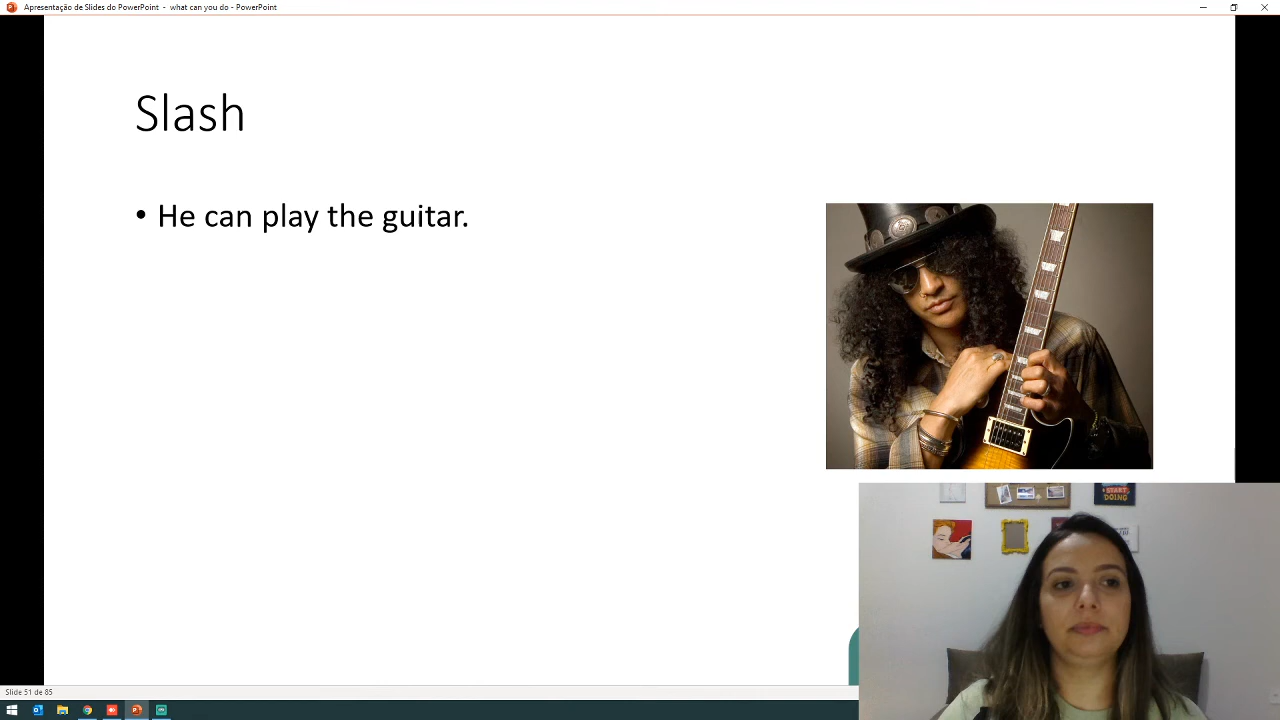 Apresentação de Slides do PowerPoint - what can you do - PowerPoint
Slash
• He can play the guitar.
START
DOING
Slide 51 de 85